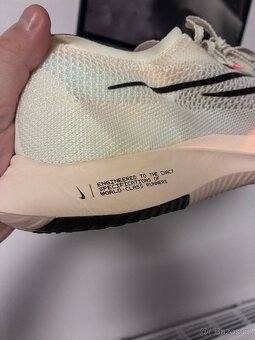 ENGINEERED TO THE EXACT
SPECIFICATIONS OF
WORLD-CLASS RUNNERS